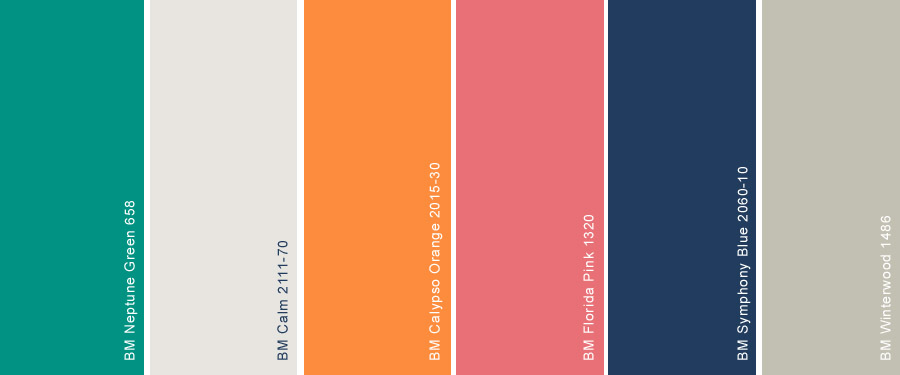 BM Neptune Green 658
BM Calm 2111-70
BM Calypso Orange 2015-30
BM Florida Pink 1320
BM Symphony Blue 2060-10
BM Winterwood 1486